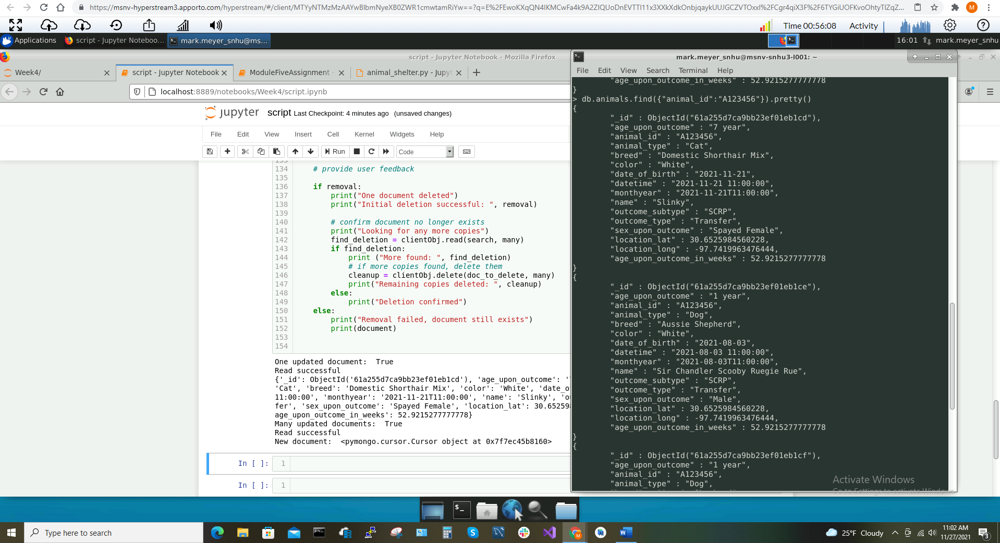 https://msnv-hyperstream3.apporto.com/hyperstream/#/client/
M
Time 00:56:08
Activity
Applications
script - Jupyter Noteboo...
mark.meyer_snhu@ms...
16:01
mark.meyer_snhu
script - Jupyter Notebook - Mozilla Firefox
Week4/
script - Jupyter Notebook
ModuleFiveAssignment -
animal_shelter.py - Jupyt
localhost:8889/notebooks/Week4/script.ipynb
jupyter
script Last Checkpoint: 4 minutes ago (unsaved changes)
File Edit View Insert Cell Kernel Widgets Help
Run
Code
133
134 # provide user feedback
135
136 if removal:
137 print("One document deleted")
138 print("Initial deletion successful: ", removal)
139
140 # confirm document no longer exists
141 print("Looking for any more copies")
142 find_deletion = clientObj.read(search, many)
143 if find_deletion:
144 print ("More found: ", find_deletion)
145 # if more copies found, delete them
146 cleanup = clientObj.delete(doc_to_delete, many)
147 print("Remaining copies deleted: ", cleanup)
148 else:
149 print("Deletion confirmed")
150 else:
151 print("Removal failed, document still exists")
152 print(document)
153
154
One updated document:  True
Read successful
{'_id': ObjectId('61a255d7ca9bb23ef01eb1cd'), 'age_upon_outcome':
'Cat', 'breed': 'Domestic Shorthair Mix', 'color': 'White', 'date_o
11:00:00', 'monthyear': '2021-11-21T11:00:00', 'name': 'Slinky', 'o
fer', 'sex_upon_outcome': 'Spayed Female', 'location_lat': 30.65259
age_upon_outcome_in_weeks': 52.9215277777778}
Many updated documents:  True
Read successful
New document:  <pymongo.cursor.Cursor object at 0x7f7ec45b8160>
In [ ]: 1
In [ ]: 1
mark.meyer_snhu@msnv-snhu3-l001: ~
File Edit View Search Terminal Help
"age_upon_outcome_in_weeks" : 52.9215277777778
}
> db.animals.find({"animal_id":"A123456"}).pretty()
{
"_id" : ObjectId("61a255d7ca9bb23ef01eb1cd"),
"age_upon_outcome" : "7 year",
"animal_id" : "A123456",
"animal_type" : "Cat",
"breed" : "Domestic Shorthair Mix",
"color" : "White",
"date_of_birth" : "2021-11-21",
"datetime" : "2021-11-21 11:00:00",
"monthyear" : "2021-11-21T11:00:00",
"name" : "Slinky",
"outcome_subtype" : "SCRP",
"outcome_type" : "Transfer",
"sex_upon_outcome" : "Spayed Female",
"location_lat" : 30.6525984560228,
"location_long" : -97.7419963476444,
"age_upon_outcome_in_weeks" : 52.9215277777778
}
{
"_id" : ObjectId("61a255d7ca9bb23ef01eb1ce"),
"age_upon_outcome" : "1 year",
"animal_id" : "A123456",
"animal_type" : "Dog",
"breed" : "Aussie Shepherd",
"color" : "White",
"date_of_birth" : "2021-08-03",
"datetime" : "2021-08-03 11:00:00",
"monthyear" : "2021-08-03T11:00:00",
"name" : "Sir Chandler Scooby Ruegie Rue",
"outcome_subtype" : "SCRP",
"outcome_type" : "Transfer",
"sex_upon_outcome" : "Male",
"location_lat" : 30.6525984560228,
"location_long" : -97.7419963476444,
"age_upon_outcome_in_weeks" : 52.9215277777778
}
{
"_id" : ObjectId("61a255d7ca9bb23ef01eb1cf"),
"age_upon_outcome" : "1 year",
"animal_id" : "A123456",
"animal_type" : "Dog",
Activate Windows
Go to Settings to activate Windows.
Type here to search
25°F Cloudy
11:02 AM
11/27/2021
3